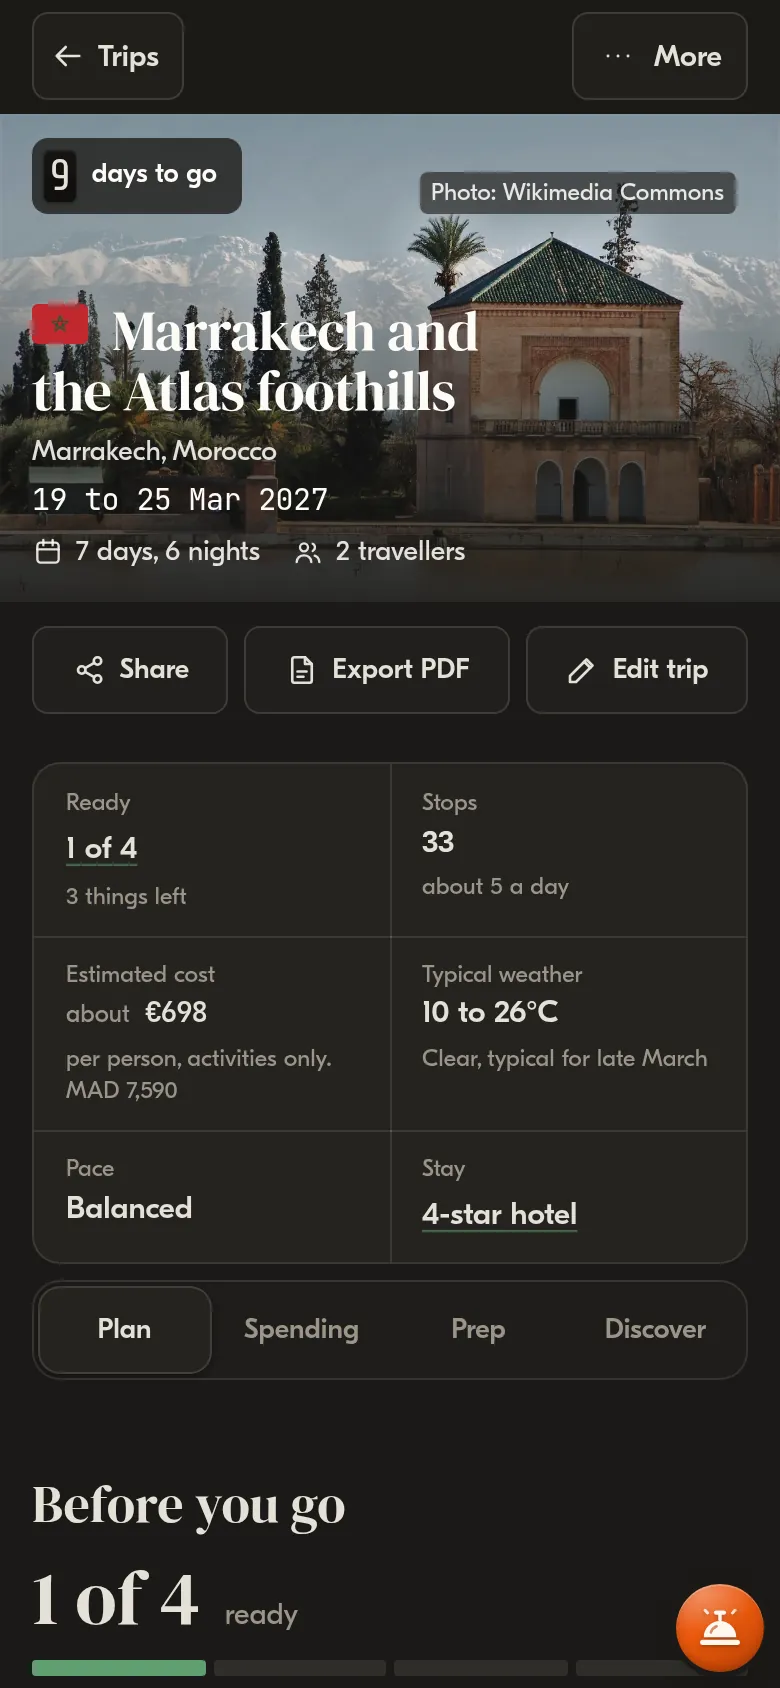 ← Trips
··· More
9 days to go
Photo: Wikimedia Commons
Marrakech and
the Atlas foothills
Marrakech, Morocco
19 to 25 Mar 2027
7 days, 6 nights
2 travellers
Share
Export PDF
Edit trip
Ready
1 of 4
3 things left
Stops
33
about 5 a day
Estimated cost
about €698
per person, activities only.
MAD 7,590
Typical weather
10 to 26°C
Clear, typical for late March
Pace
Balanced
Stay
4-star hotel
Plan
Spending
Prep
Discover
Before you go
1 of 4 ready